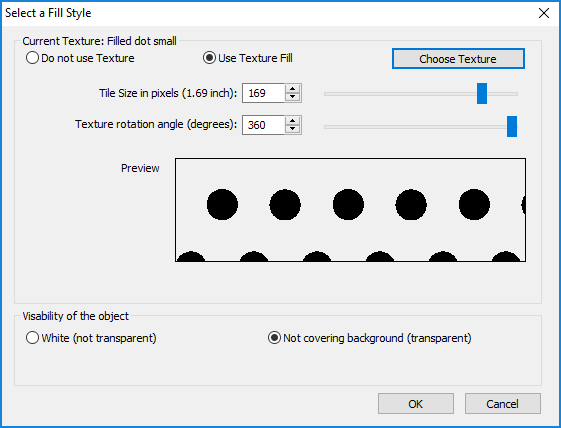 Select a Fill Style
Current Texture: Filled dot small
Do not use Texture
Use Texture Fill
Choose Texture
Tile Size in pixels (1.69 inch):
169
Texture rotation angle (degrees):
360
Preview
Visability of the object
White (not transparent)
Not covering background (transparent)
OK
Cancel